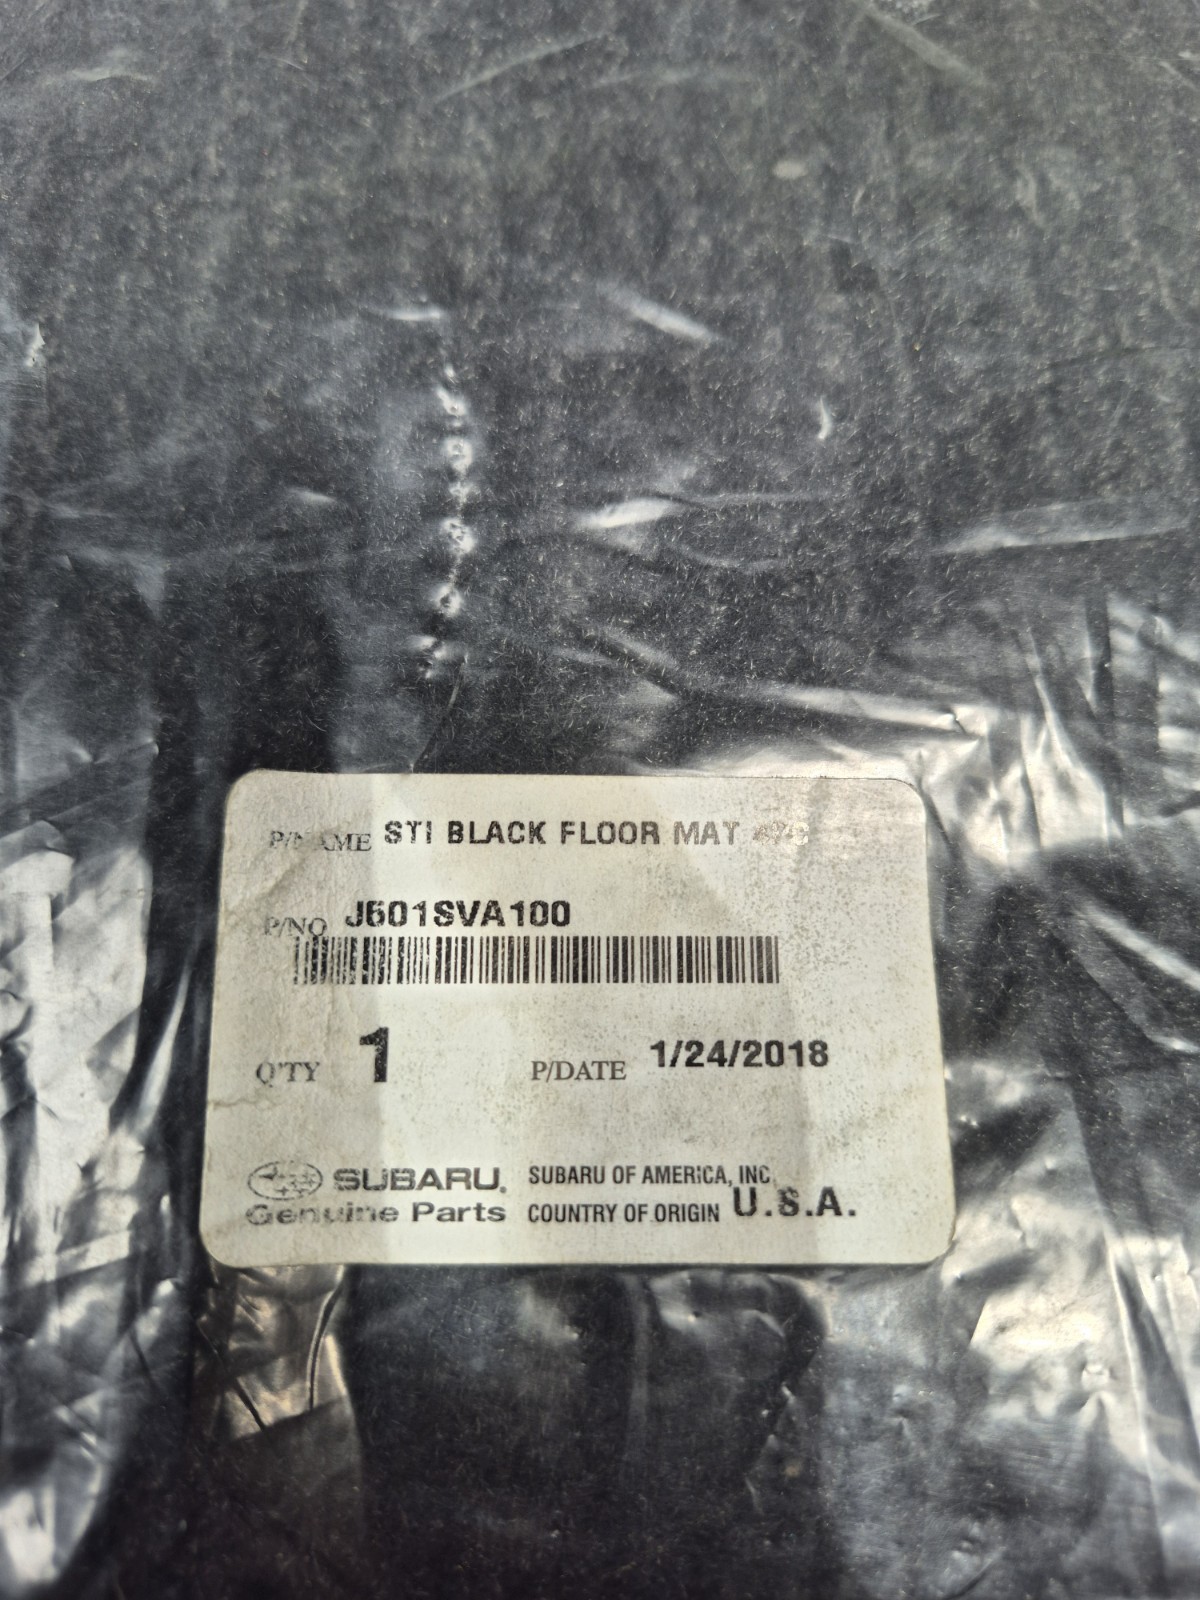 P/NAME STI BLACK FLOOR MAT
P/NO J501SVA100
Q'TY 1 P/DATE 1/24/2018
SUBARU. SUBARU OF AMERICA, INC.
Genuine Parts COUNTRY OF ORIGIN U.S.A.